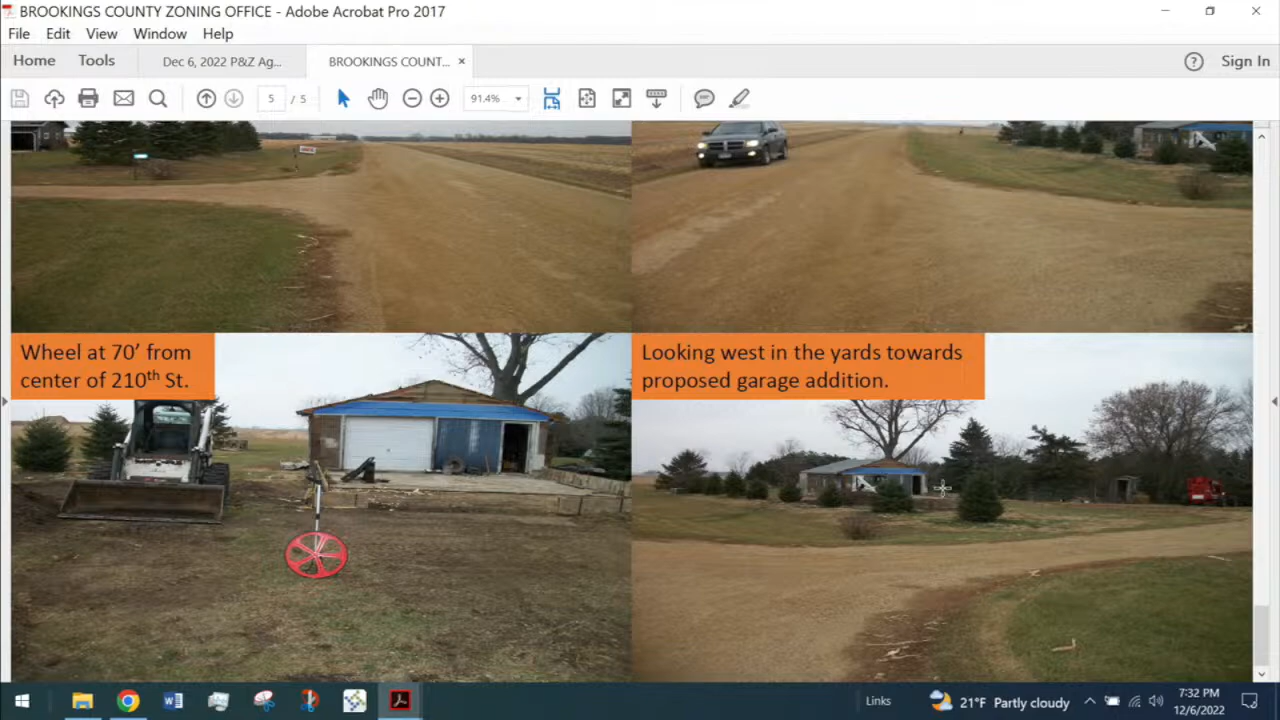 BROOKINGS COUNTY ZONING OFFICE - Adobe Acrobat Pro 2017
File Edit View Window Help
Home Tools Dec 6, 2022 P&Z Ag... BROOKINGS COUNT... × ? Sign In
5 / 5 91.4%
Wheel at 70' from
center of 210th St.
Looking west in the yards towards
proposed garage addition.
Links 21°F Partly cloudy 7:32 PM
12/6/2022